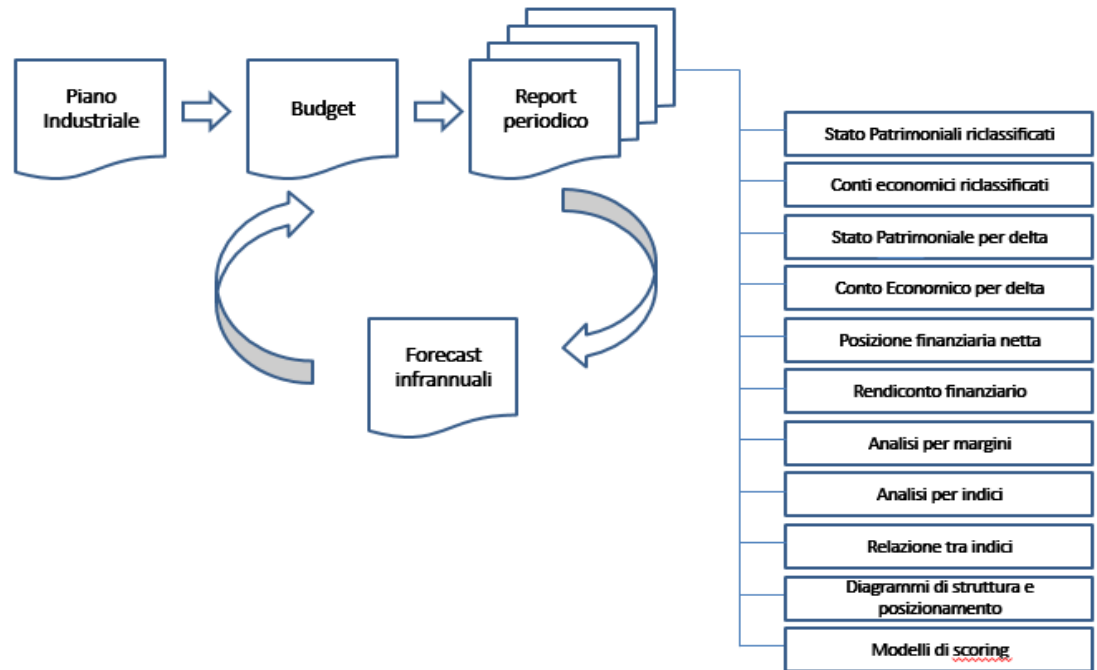 Piano
Industriale
Budget
Report
periodico
Forecast
infrannuali
Stato Patrimoniali riclassificati
Conti economici riclassificati
Stato Patrimoniale per delta
Conto Economico per delta
Posizione finanziaria netta
Rendiconto finanziario
Analisi per margini
Analisi per indici
Relazione tra indici
Diagrammi di struttura e
posizionamento
Modelli di scoring